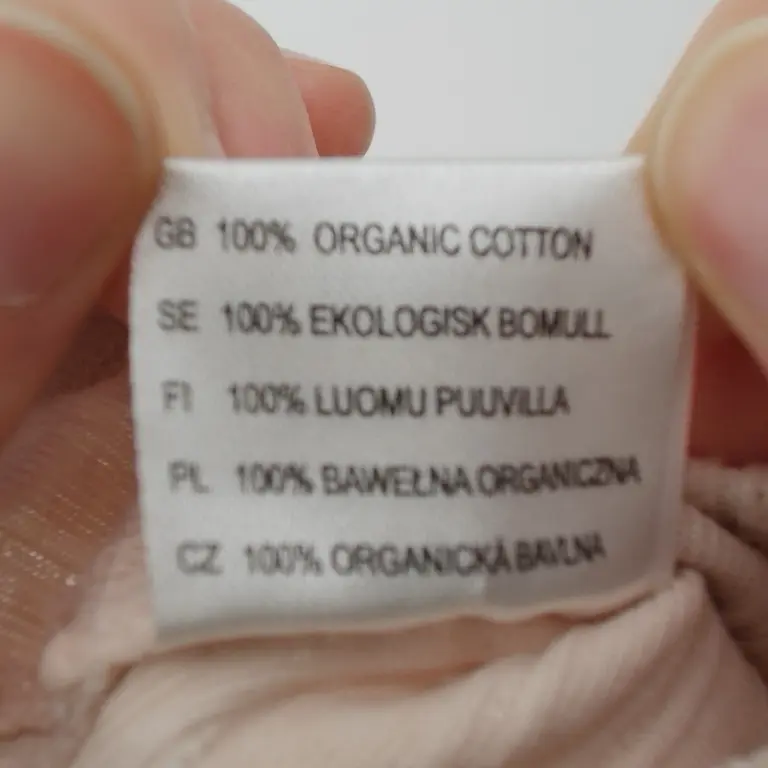 GB 100% ORGANIC COTTON
SE 100% EKOLOGISK BOMULL
FI 100% LUOMU PUUVILLA
PL 100% BAWEŁNA ORGANICZNA
CZ 100% ORGANICKÁ BAVLNA